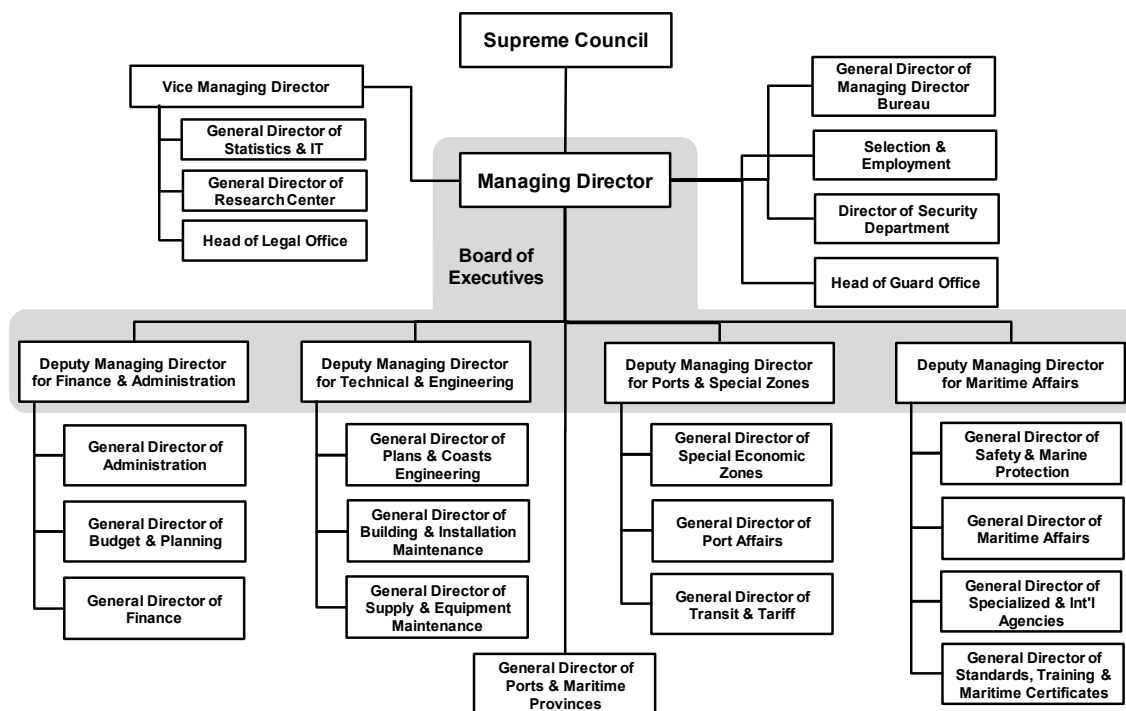 Supreme Council
Vice Managing Director
General Director of
Statistics & IT
General Director of
Research Center
Head of Legal Office
General Director of
Managing Director
Bureau
Selection &
Employment
Director of Security
Department
Head of Guard Office
Managing Director
Board of
Executives
Deputy Managing Director
for Finance & Administration
General Director of
Administration
General Director of
Budget & Planning
General Director of
Finance
Deputy Managing Director
for Technical & Engineering
General Director of
Plans & Coasts
Engineering
General Director of
Building & Installation
Maintenance
General Director of
Supply & Equipment
Maintenance
General Director of
Ports & Maritime
Provinces
Deputy Managing Director
for Ports & Special Zones
General Director of
Special Economic
Zones
General Director of
Port Affairs
General Director of
Transit & Tariff
Deputy Managing Director
for Maritime Affairs
General Director of
Safety & Marine
Protection
General Director of
Maritime Affairs
General Director of
Specialized & Int'l
Agencies
General Director of
Standards, Training &
Maritime Certificates